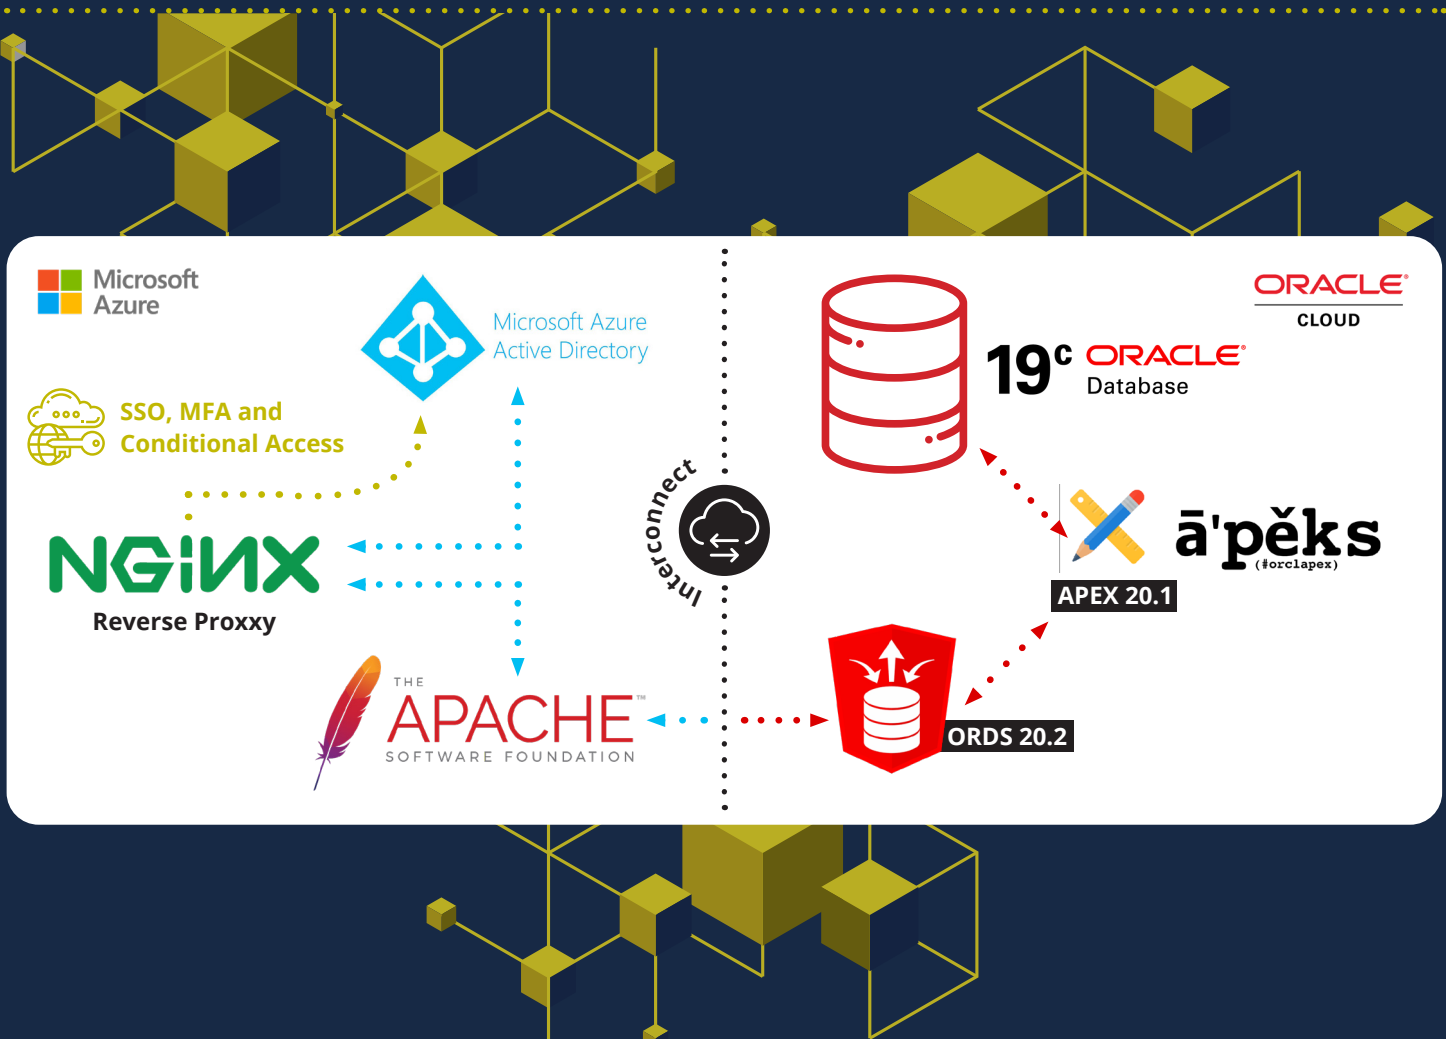 Microsoft
Azure
Microsoft Azure
Active Directory
SSO, MFA and
Conditional Access
NGiNX
Reverse Proxxy
THE
APACHE™
SOFTWARE FOUNDATION
Interconnect
ORACLE®
CLOUD
19c ORACLE®
Database
ā'pěks
(#orclapex)
APEX 20.1
ORDS 20.2